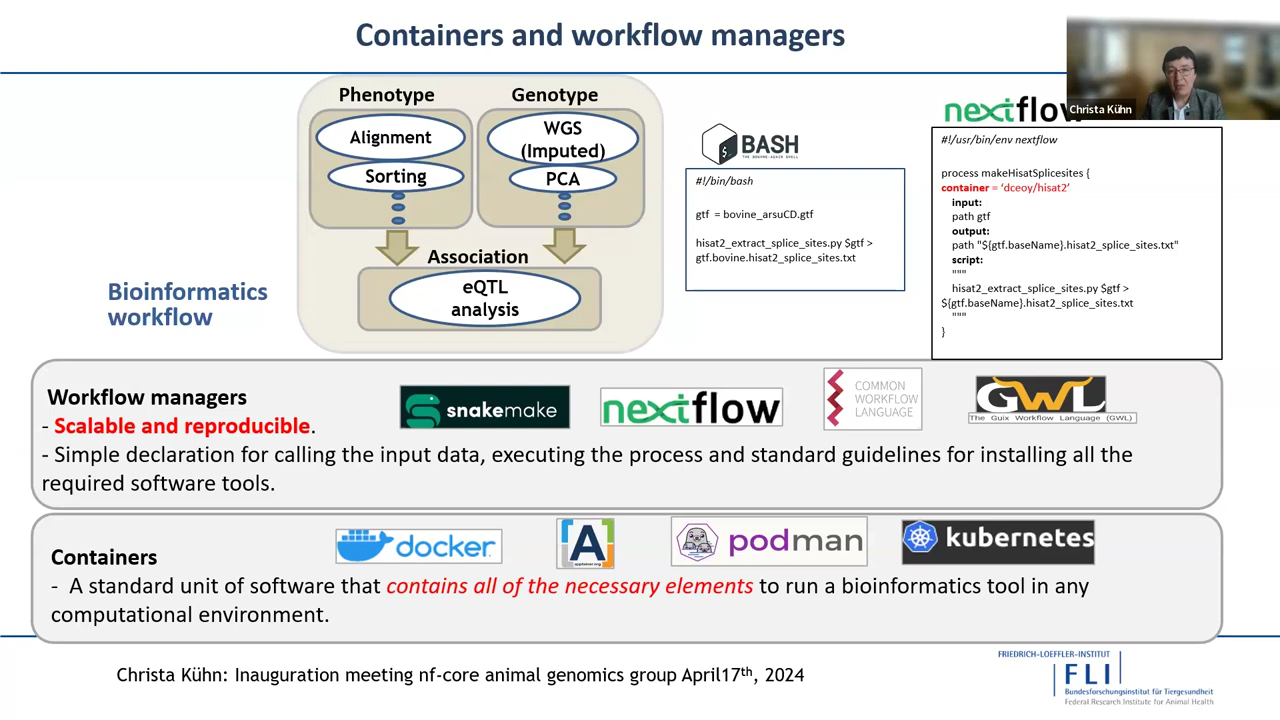 Containers and workflow managers
Christa Kühn
Phenotype
Genotype
Alignment
Sorting
WGS
(Imputed)
PCA
Association
eQTL
analysis
Bioinformatics
workflow
BASH
THE BOURNE-AGAIN SHELL
#!/bin/bash
gtf = bovine_arsuCD.gtf
hisat2_extract_splice_sites.py $gtf >
gtf.bovine.hisat2_splice_sites.txt
nextflow
#!/usr/bin/env nextflow
process makeHisatSplicesites {
container = ‘dceoy/hisat2’
input:
path gtf
output:
path "${gtf.baseName}.hisat2_splice_sites.txt"
script:
"""
hisat2_extract_splice_sites.py $gtf >
${gtf.baseName}.hisat2_splice_sites.txt
"""
}
Workflow managers
snakemake
nextflow
COMMON
WORKFLOW
LANGUAGE
GWL
The Guix Workflow Language (GWL)
- Scalable and reproducible.
- Simple declaration for calling the input data, executing the process and standard guidelines for installing all the
required software tools.
Containers
docker
A
apptainer.org
podman
kubernetes
- A standard unit of software that contains all of the necessary elements to run a bioinformatics tool in any
computational environment.
Christa Kühn: Inauguration meeting nf-core animal genomics group April17th, 2024
FRIEDRICH-LOEFFLER-INSTITUT
FLI
Bundesforschungsinstitut für Tiergesundheit
Federal Research Institute for Animal Health